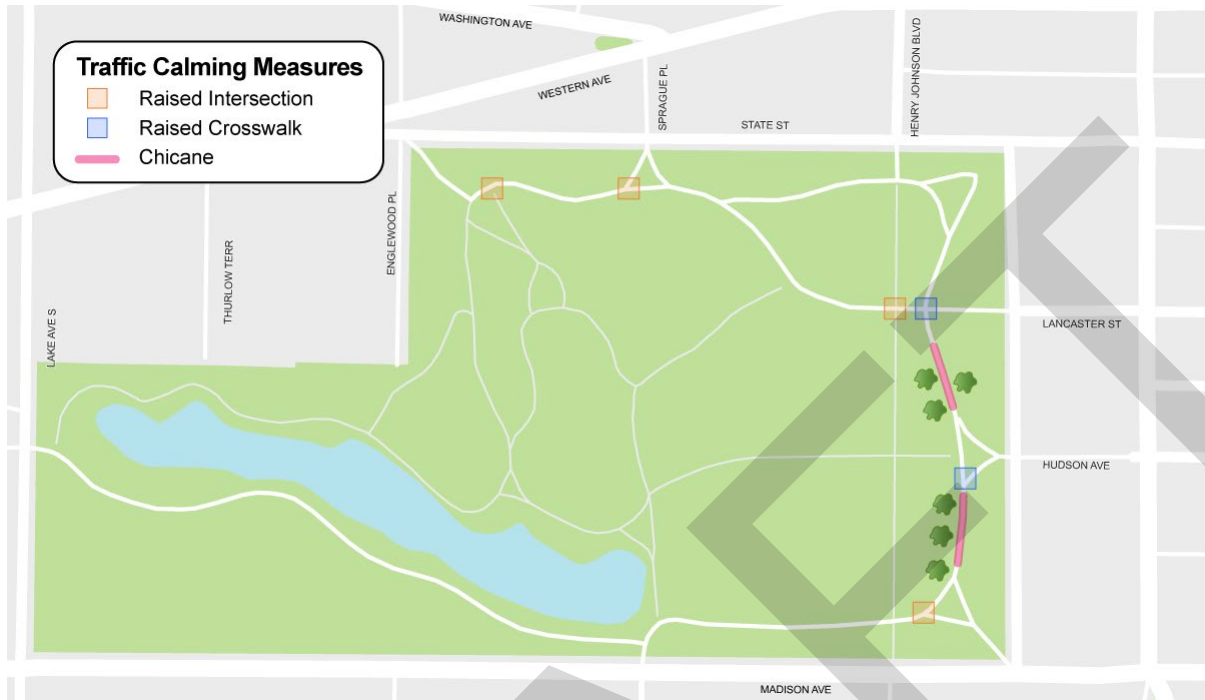 WASHINGTON AVE
HENRY JOHNSON BLVD
Traffic Calming Measures
Raised Intersection
Raised Crosswalk
Chicane
WESTERN AVE
SPRAGUE PL
STATE ST
ENGLEWOOD PL
THURLOW TERR
LAKE AVE S
LANCASTER ST
HUDSON AVE
MADISON AVE